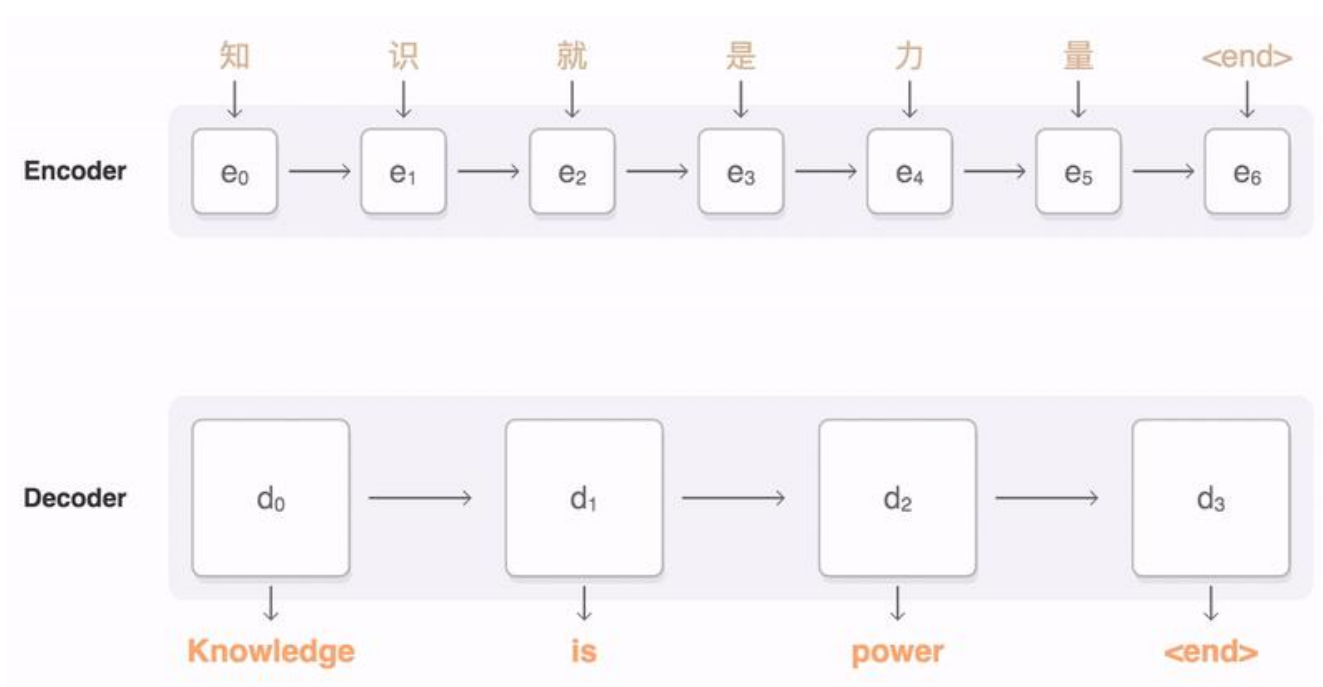 知 识 就 是 力 量 <end>
Encoder e₀ e₁ e₂ e₃ e₄ e₅ e₆
Decoder d₀ d₁ d₂ d₃
Knowledge is power <end>